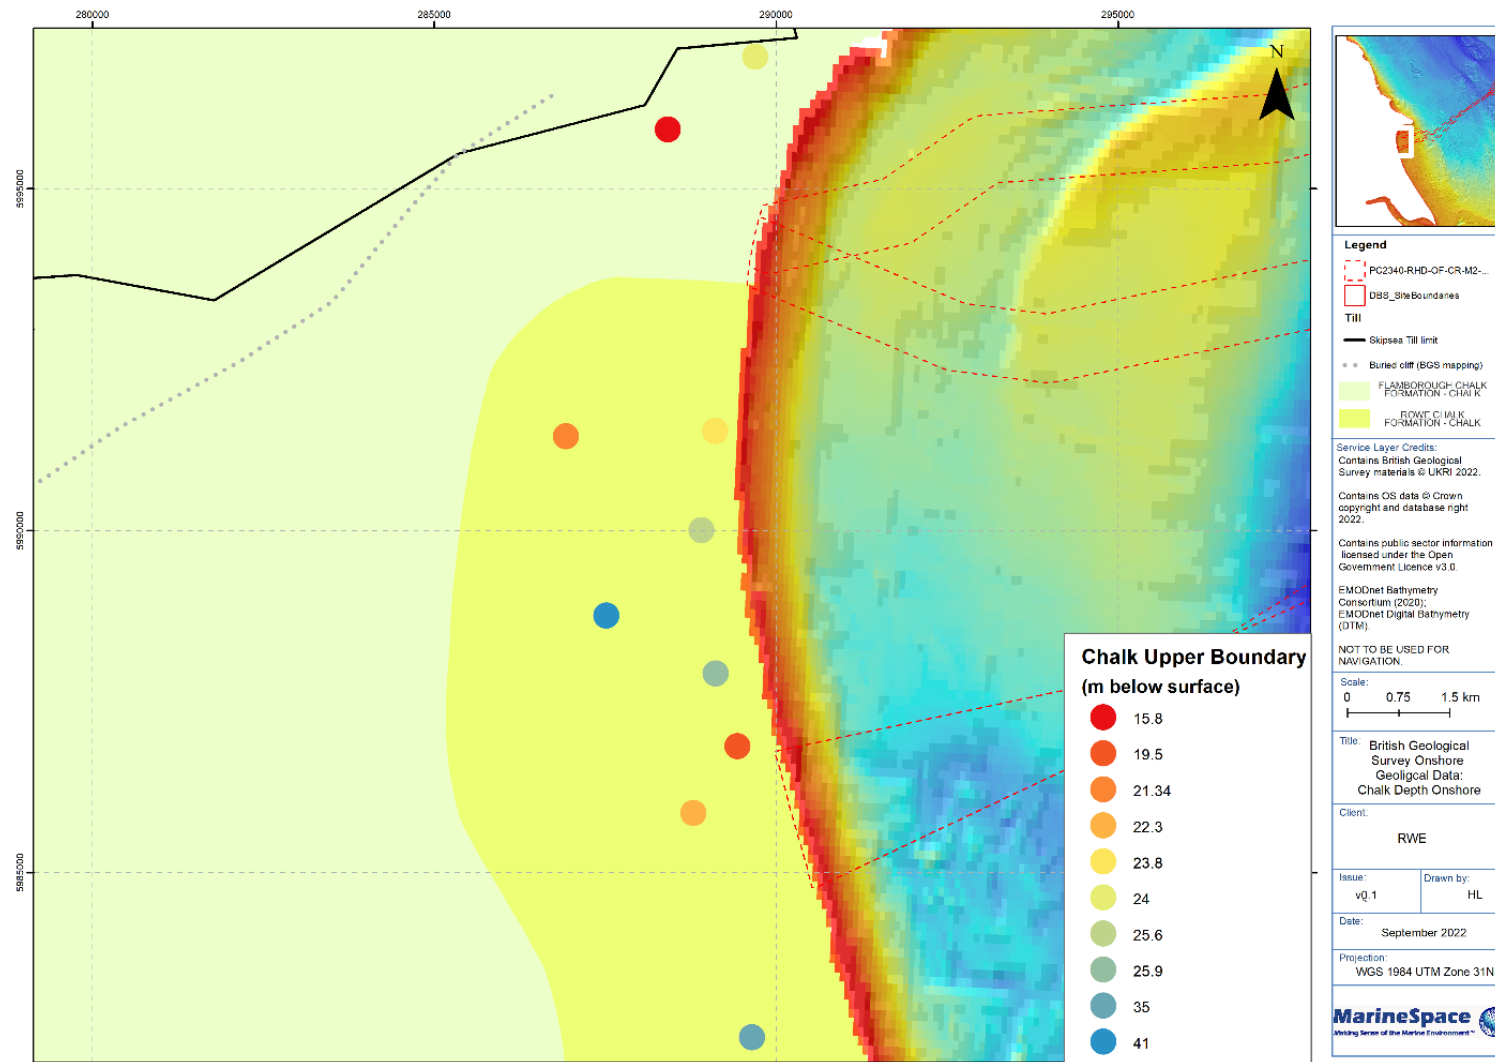 280000
285000
290000
295000
5995000
5990000
5985000
N
Chalk Upper Boundary
(m below surface)
15.8
19.5
21.34
22.3
23.8
24
25.6
25.9
35
41
Legend
PC2340-RHD-OF-CR-M2-...
DBS_SiteBoundaries
Till
Skipsea Till limit
Buried cliff (BGS mapping)
FLAMBOROUGH CHALK
FORMATION - CHALK
ROWE CHALK
FORMATION - CHALK
Service Layer Credits:
Contains British Geological
Survey materials © UKRI 2022.
Contains OS data © Crown
copyright and database right
2022.
Contains public sector information
licensed under the Open
Government Licence v3.0.
EMODnet Bathymetry
Consortium (2020);
EMODnet Digital Bathymetry
(DTM).
NOT TO BE USED FOR
NAVIGATION.
Scale:
0 0.75 1.5 km
Title: British Geological
Survey Onshore
Geoligcal Data:
Chalk Depth Onshore
Client:
RWE
Issue:
v0.1
Drawn by:
HL
Date:
September 2022
Projection:
WGS 1984 UTM Zone 31N
MarineSpace
Making Sense of the Marine Environment™